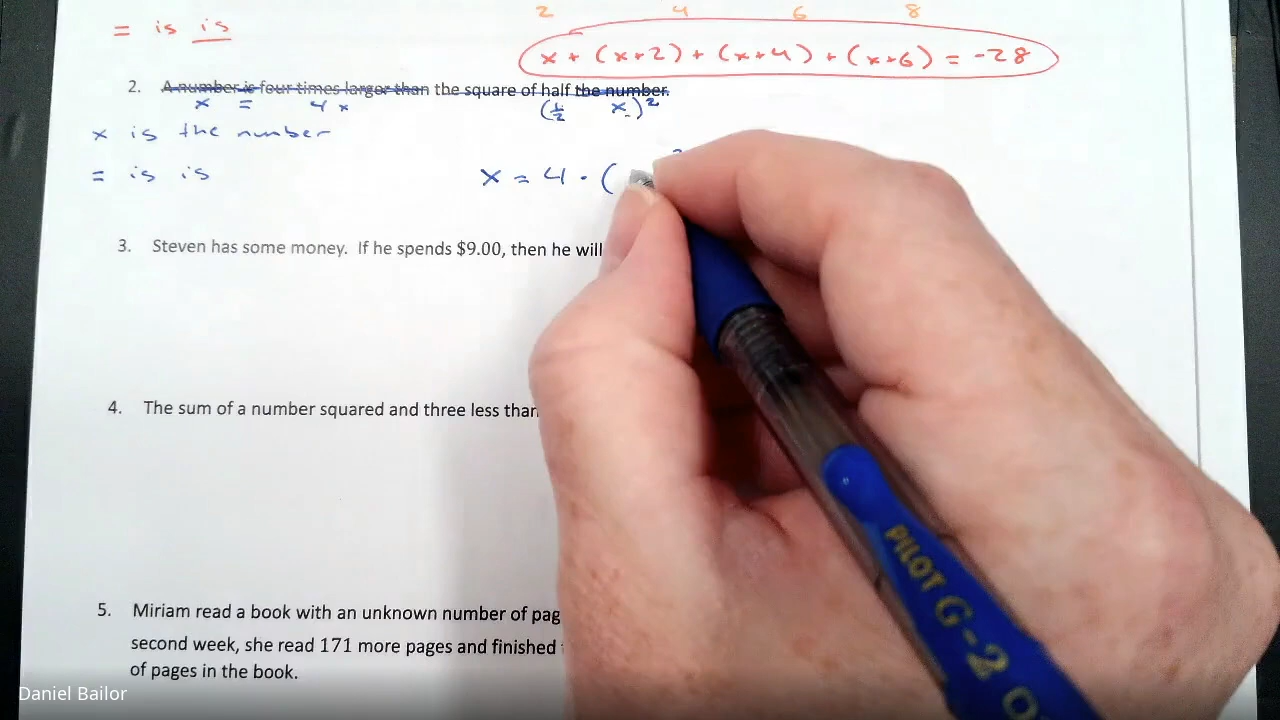 2 4 6 8
= is is
x + (x+2) + (x+4) + (x+6) = -28
2. A number is four times larger than the square of half the number.
x = 4 x (1/2 x)²
x is the number
= is is
x = 4 · (
3. Steven has some money. If he spends $9.00, then he will
4. The sum of a number squared and three less than
5. Miriam read a book with an unknown number of pag
second week, she read 171 more pages and finished
of pages in the book.
PILOT G-2
Daniel Bailor